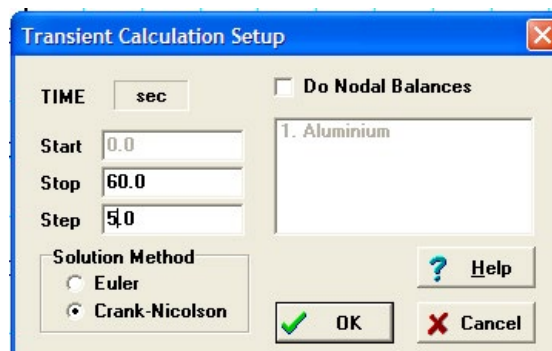 Transient Calculation Setup
TIME sec
Do Nodal Balances
1. Aluminium
Start 0.0
Stop 60.0
Step 5.0
Solution Method
Euler
Crank-Nicolson
? Help
OK
Cancel